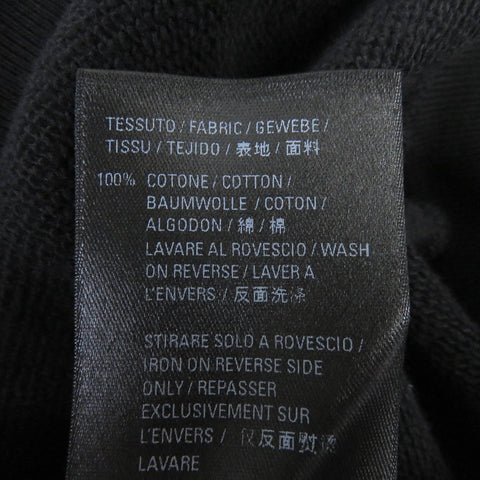 TESSUTO / FABRIC / GEWEBE /
TISSU / TEJIDO / 表地 / 面料
100% COTONE / COTTON /
BAUMWOLLE / COTON /
ALGODON / 綿 / 棉
LAVARE AL ROVESCIO / WASH
ON REVERSE / LAVER A
L'ENVERS / 反面洗涤
STIRARE SOLO A ROVESCIO /
IRON ON REVERSE SIDE
ONLY / REPASSER
EXCLUSIVEMENT SUR
L'ENVERS / 仅反面熨烫
LAVARE